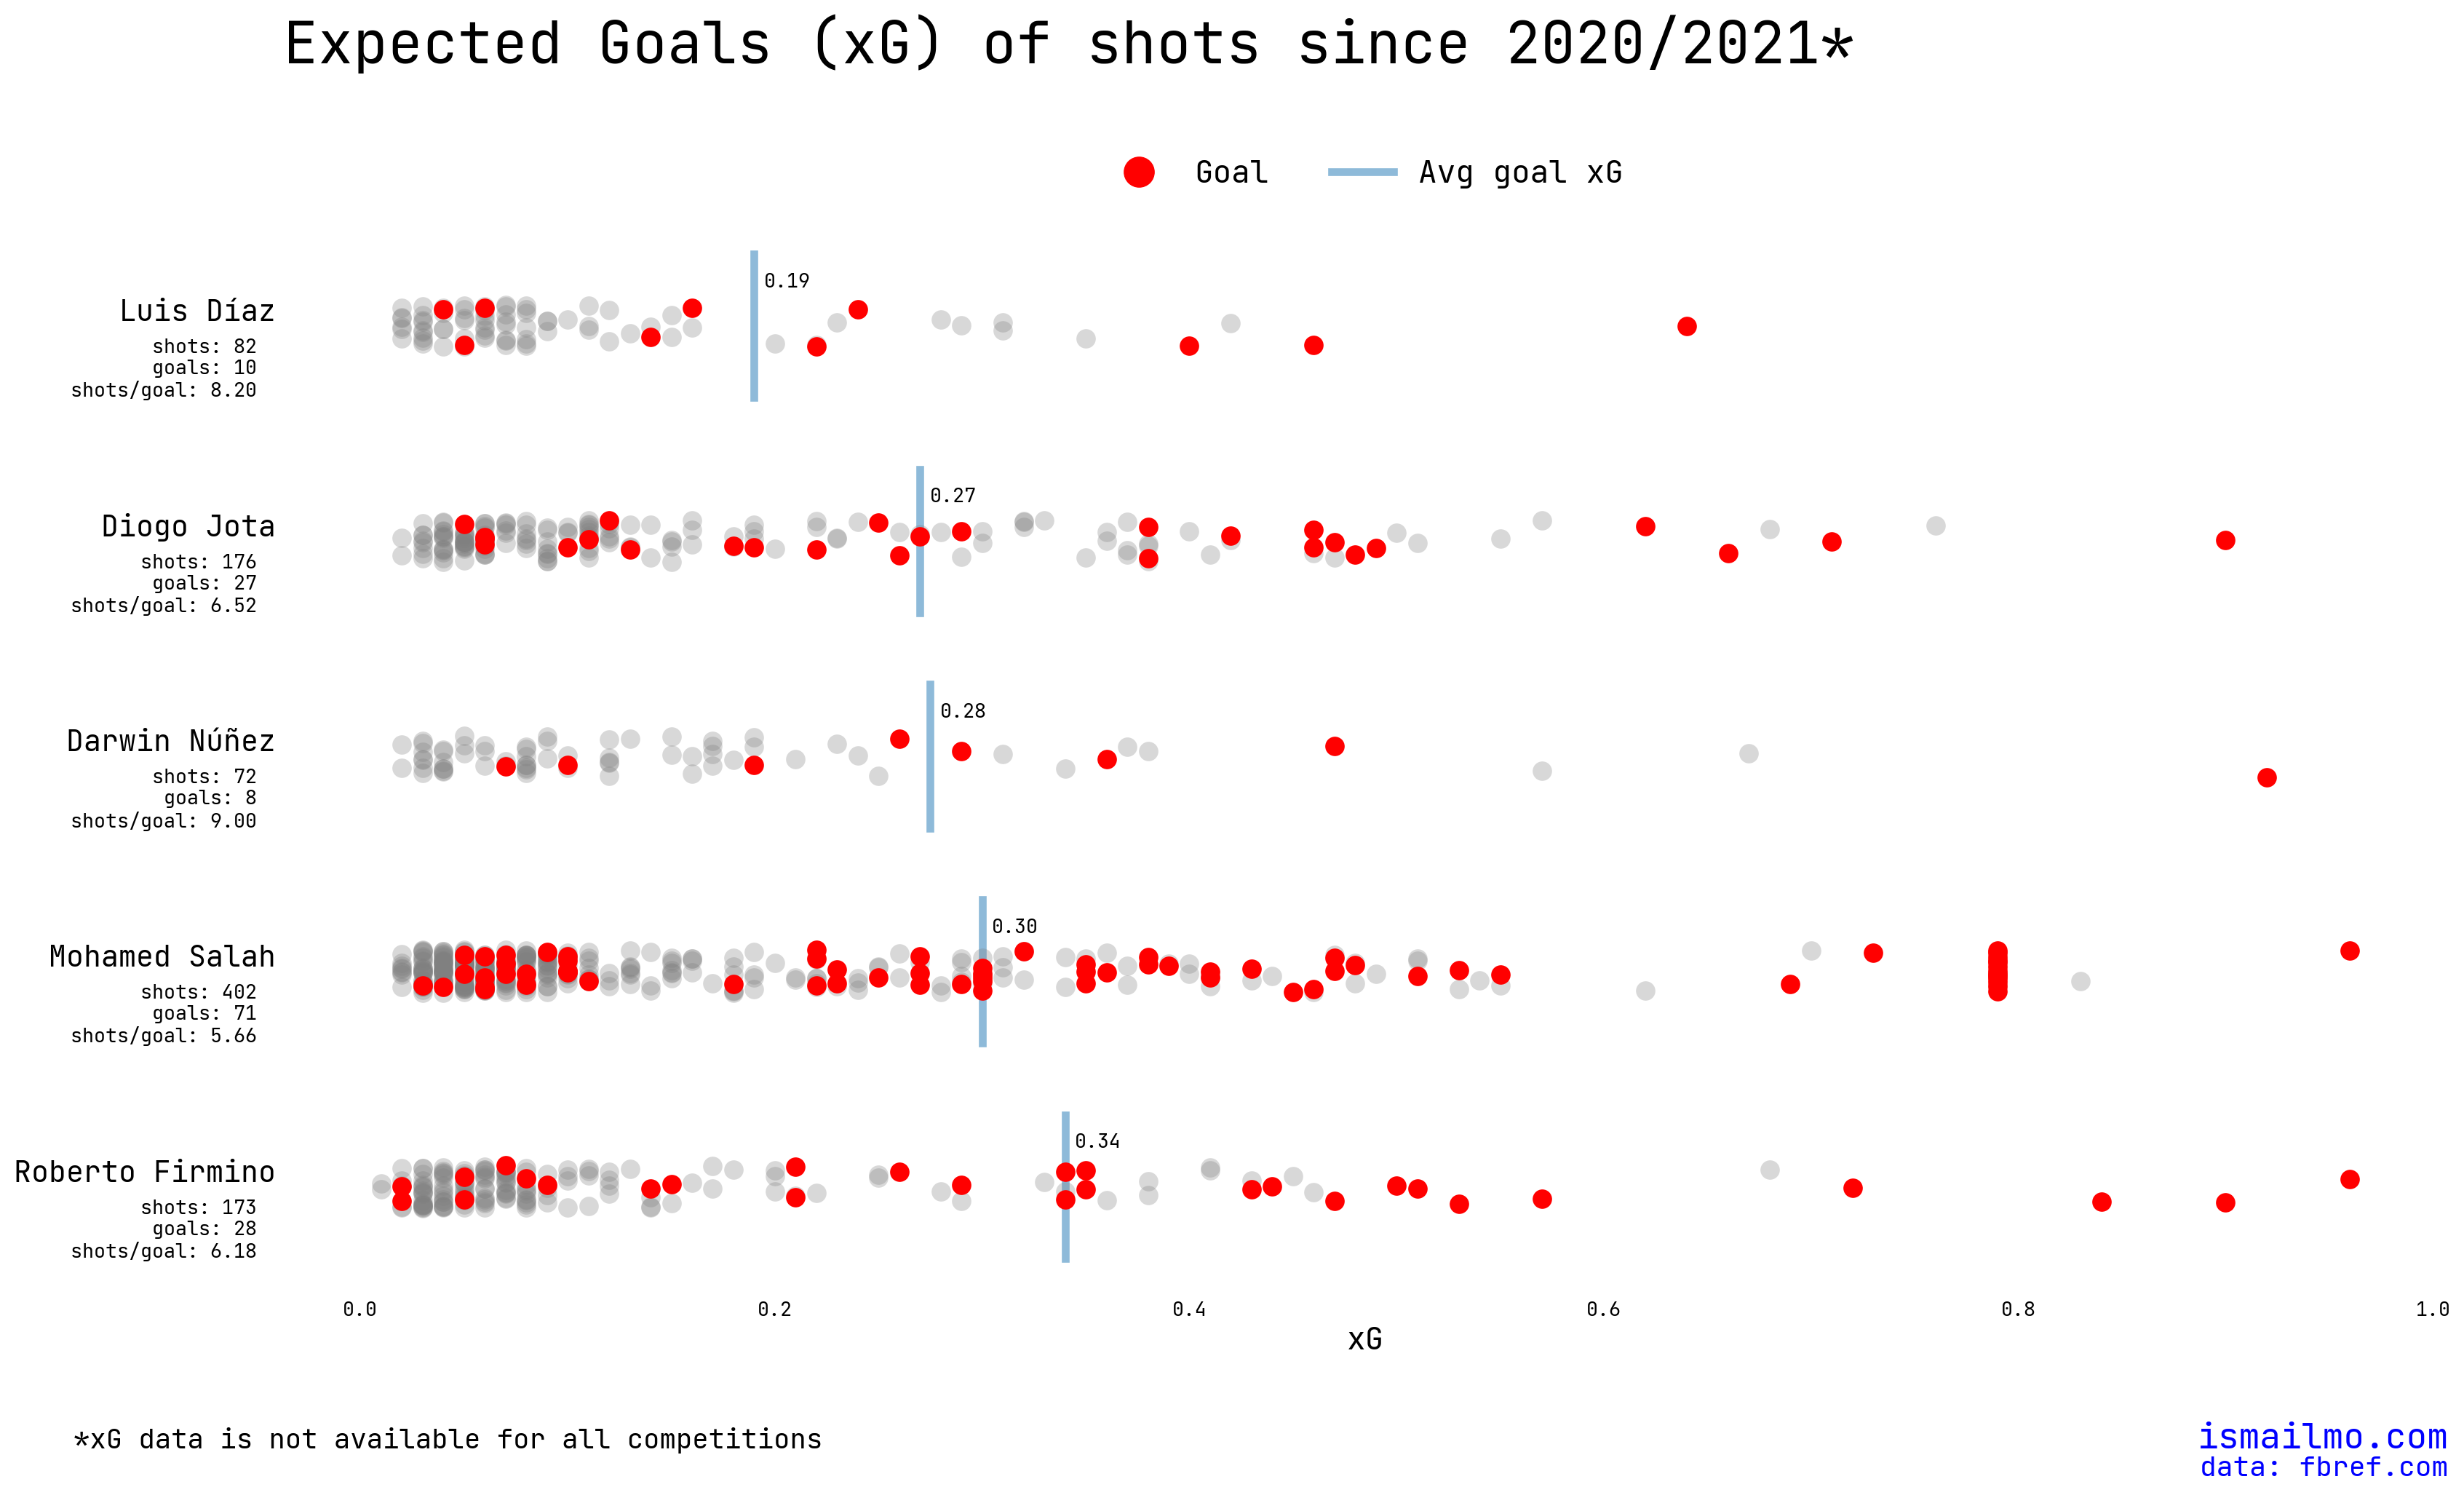 Expected Goals (xG) of shots since 2020/2021*
Goal
Avg goal xG
0.19
Luis Díaz
shots: 82
goals: 10
shots/goal: 8.20
0.27
Diogo Jota
shots: 176
goals: 27
shots/goal: 6.52
0.28
Darwin Núñez
shots: 72
goals: 8
shots/goal: 9.00
0.30
Mohamed Salah
shots: 402
goals: 71
shots/goal: 5.66
0.34
Roberto Firmino
shots: 173
goals: 28
shots/goal: 6.18
0.0 0.2 0.4 0.6 0.8 1.0
xG
*xG data is not available for all competitions
ismailmo.com
data: fbref.com